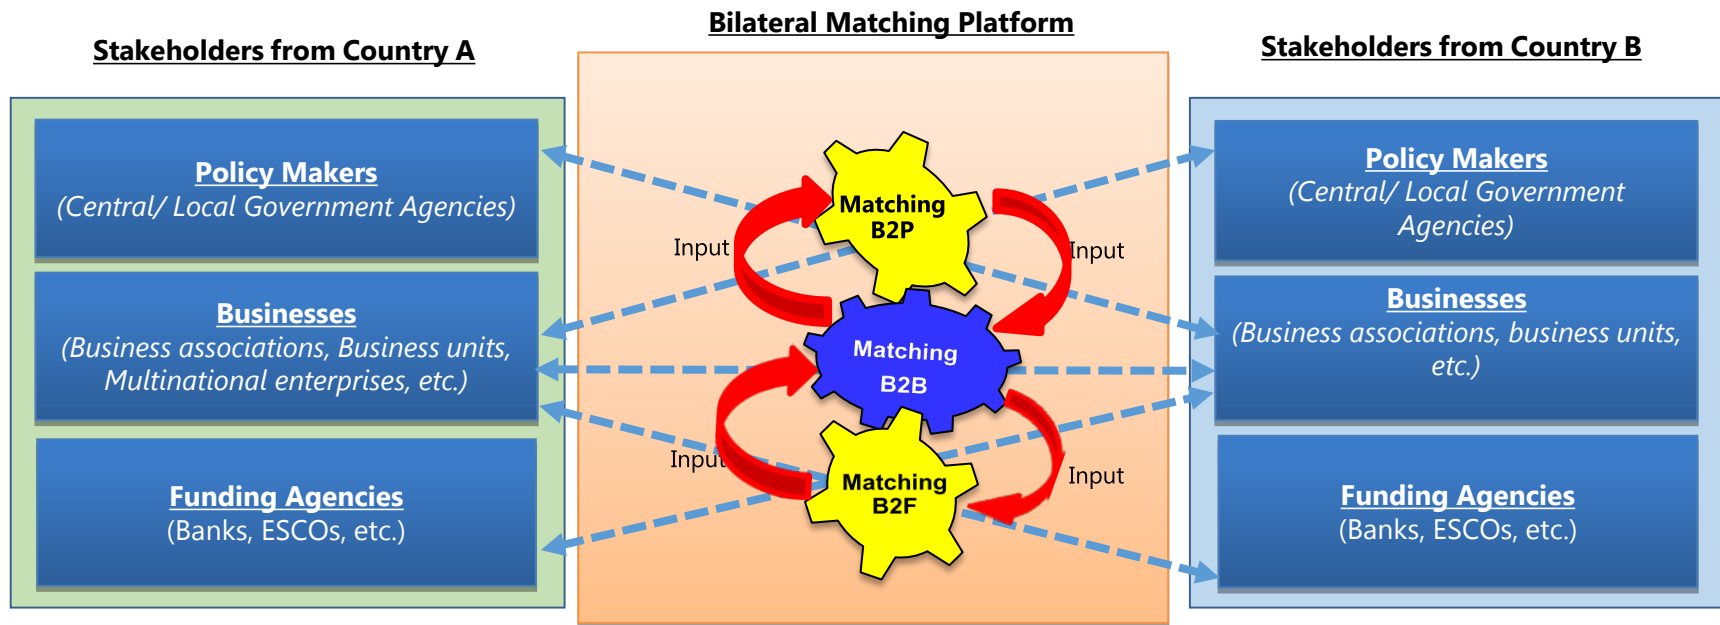 Bilateral Matching Platform
Stakeholders from Country A
Stakeholders from Country B
Policy Makers
(Central/ Local Government Agencies)
Businesses
(Business associations, Business units,
Multinational enterprises, etc.)
Funding Agencies
(Banks, ESCOs, etc.)
Matching
B2P
Input
Input
Matching
B2B
Input
Input
Matching
B2F
Policy Makers
(Central/ Local Government
Agencies)
Businesses
(Business associations, business units,
etc.)
Funding Agencies
(Banks, ESCOs, etc.)